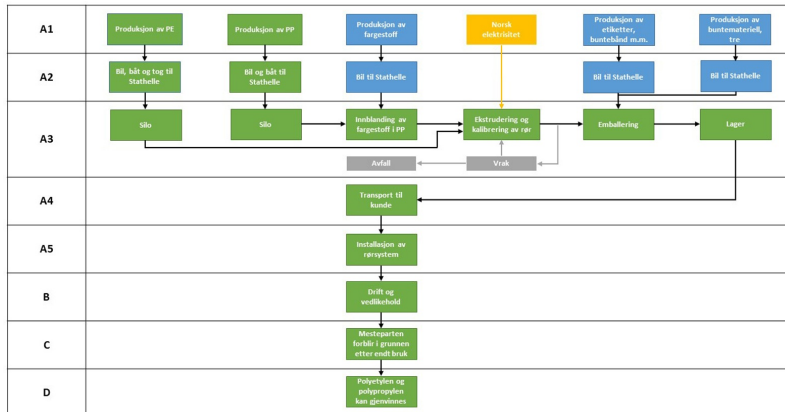 A1
Produksjon av PE
Produksjon av PP
Produksjon av
fargestoff
Norsk
elektrisitet
Produksjon av
etiketter,
buntebånd m.m.
Produksjon av
buntemateriell,
tre
A2
Bil, båt og tog til
Stathelle
Bil og båt til
Stathelle
Bil til Stathelle
Bil til Stathelle
Bil til Stathelle
A3
Silo
Silo
Innblanding av
fargestoff i PP
Ekstrudering og
kalibrering av rør
Emballering
Lager
Avfall
Vrak
A4
Transport til
kunde
A5
Installasjon av
rørsystem
B
Drift og
vedlikehold
C
Mesteparten
forblir i grunnen
etter endt bruk
D
Polyetylen og
polypropylen
kan gjenvinnes